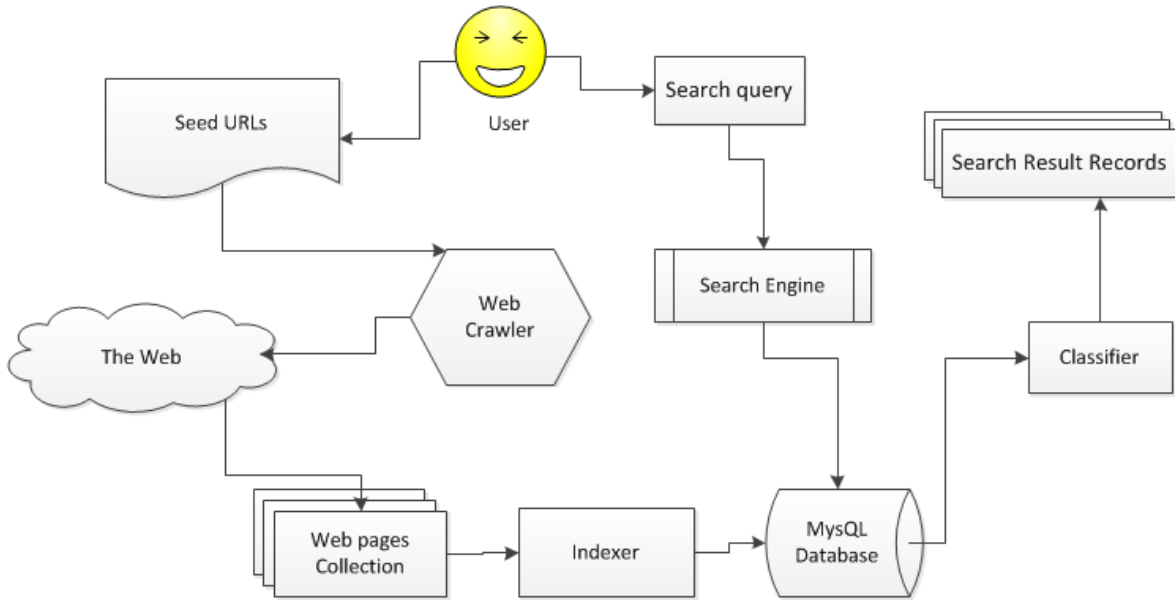 User
Seed URLs
Search query
Search Result Records
Web
Crawler
Search Engine
The Web
Classifier
Web pages
Collection
Indexer
MysQL
Database